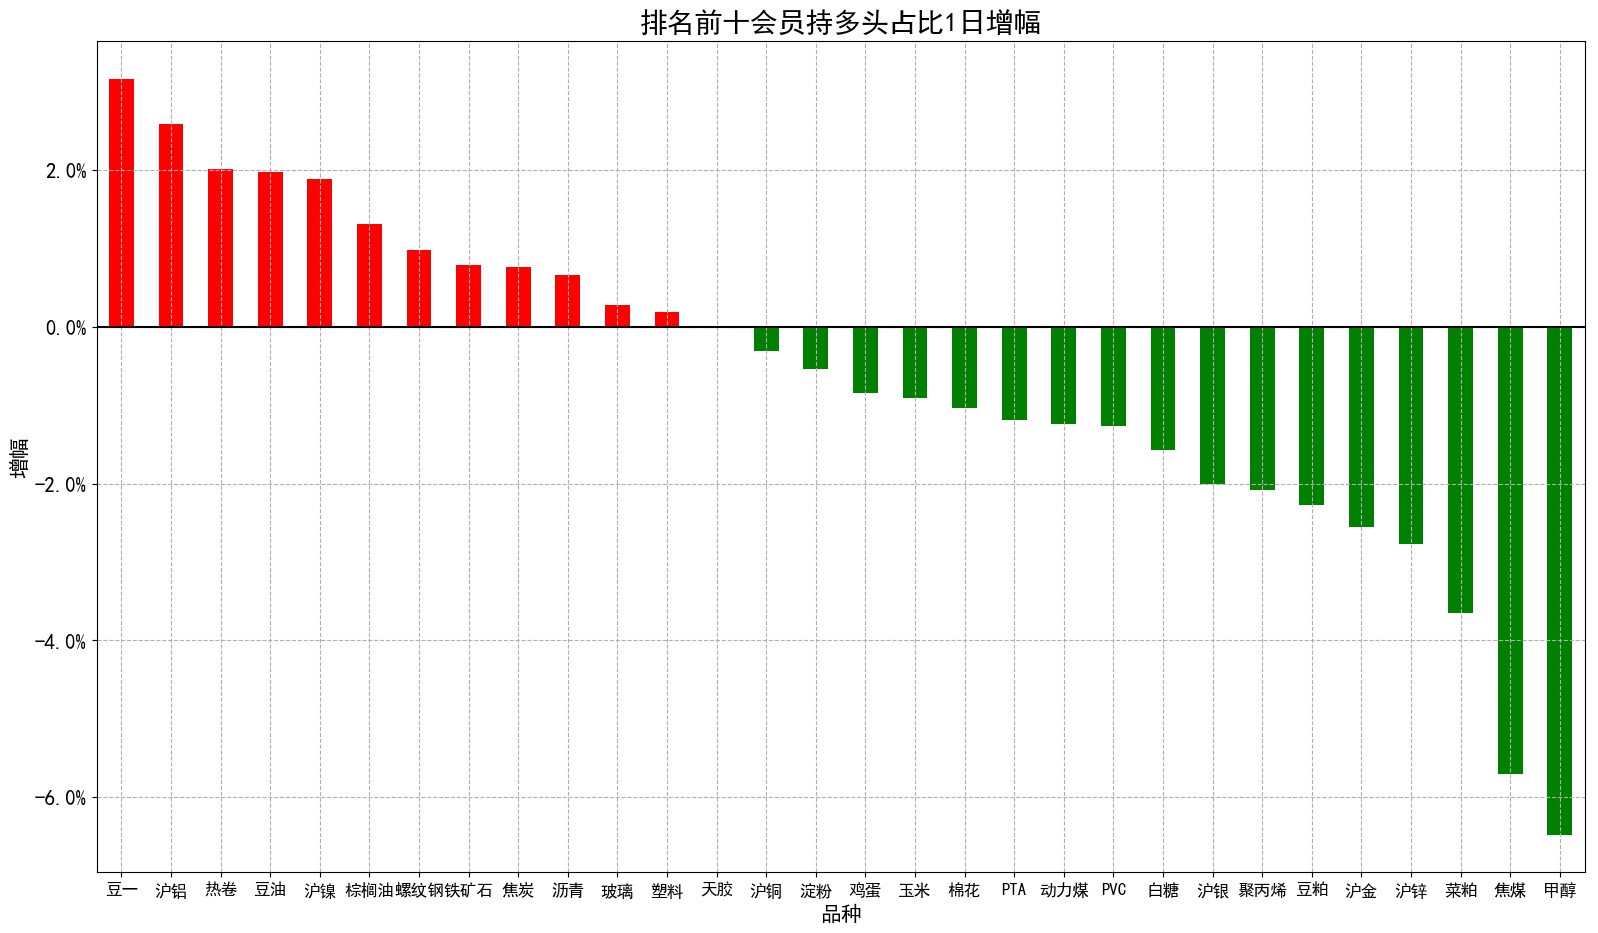 排名前十会员持多头占比1日增幅
增幅
2.0%
0.0%
−2.0%
−4.0%
−6.0%
豆一 沪铝 热卷 豆油 沪镍 棕榈油 螺纹钢 铁矿石 焦炭 沥青 玻璃 塑料 天胶 沪铜 淀粉 鸡蛋 玉米 棉花 PTA 动力煤 PVC 白糖 沪银 聚丙烯 豆粕 沪金 沪锌 菜粕 焦煤 甲醇
品种